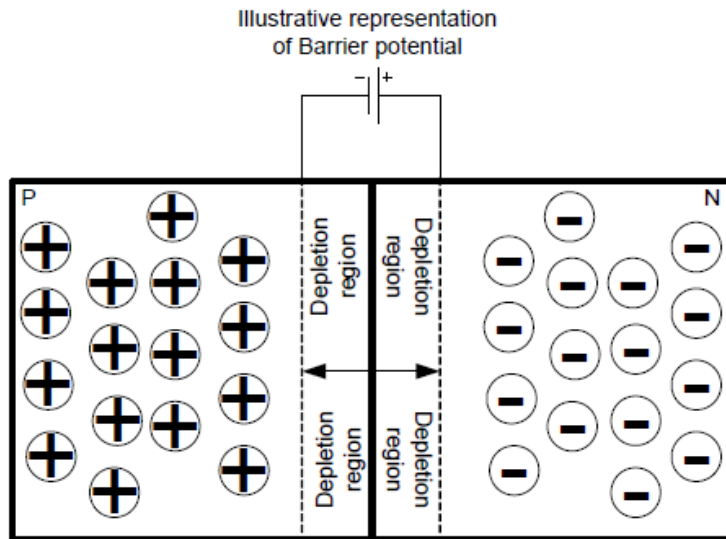 Illustrative representation
of Barrier potential
− +
P
N
Depletion
region
Depletion
region
Depletion
region
Depletion
region